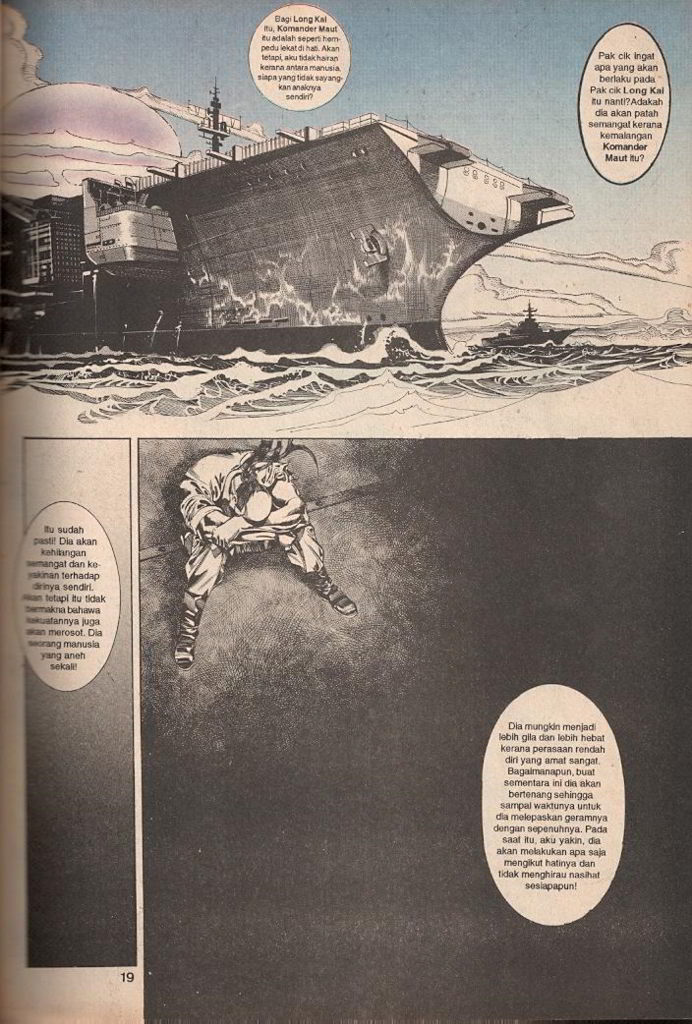 Bagi Long Kai
itu, Komander Maut
itu adalah seperti hem-
pedu lekat di hati. Akan
tetapi, aku tidak hairan
kerana antara manusia,
siapa yang tidak sayang-
kan anaknya
sendiri?
Pak cik ingat
apa yang akan
berlaku pada
Pak cik Long Kai
itu nanti? Adakah
dia akan patah
semangat kerana
kemalangan
Komander
Maut itu?
Itu sudah
pasti! Dia akan
kehilangan
semangat dan ke-
yakinan terhadap
dirinya sendiri.
Akan tetapi itu tidak
bermakna bahawa
kekuatannya juga
akan merosot. Dia
seorang manusia
yang aneh
sekali!
Dia mungkin menjadi
lebih gila dan lebih hebat
kerana perasaan rendah
diri yang amat sangat.
Bagaimanapun, buat
sementara ini dia akan
bertenang sehingga
sampai waktunya untuk
dia melepaskan geramnya
dengan sepenuhnya. Pada
saat itu, aku yakin, dia
akan melakukan apa saja
mengikut hatinya dan
tidak menghirau nasihat
sesiapapun!
19